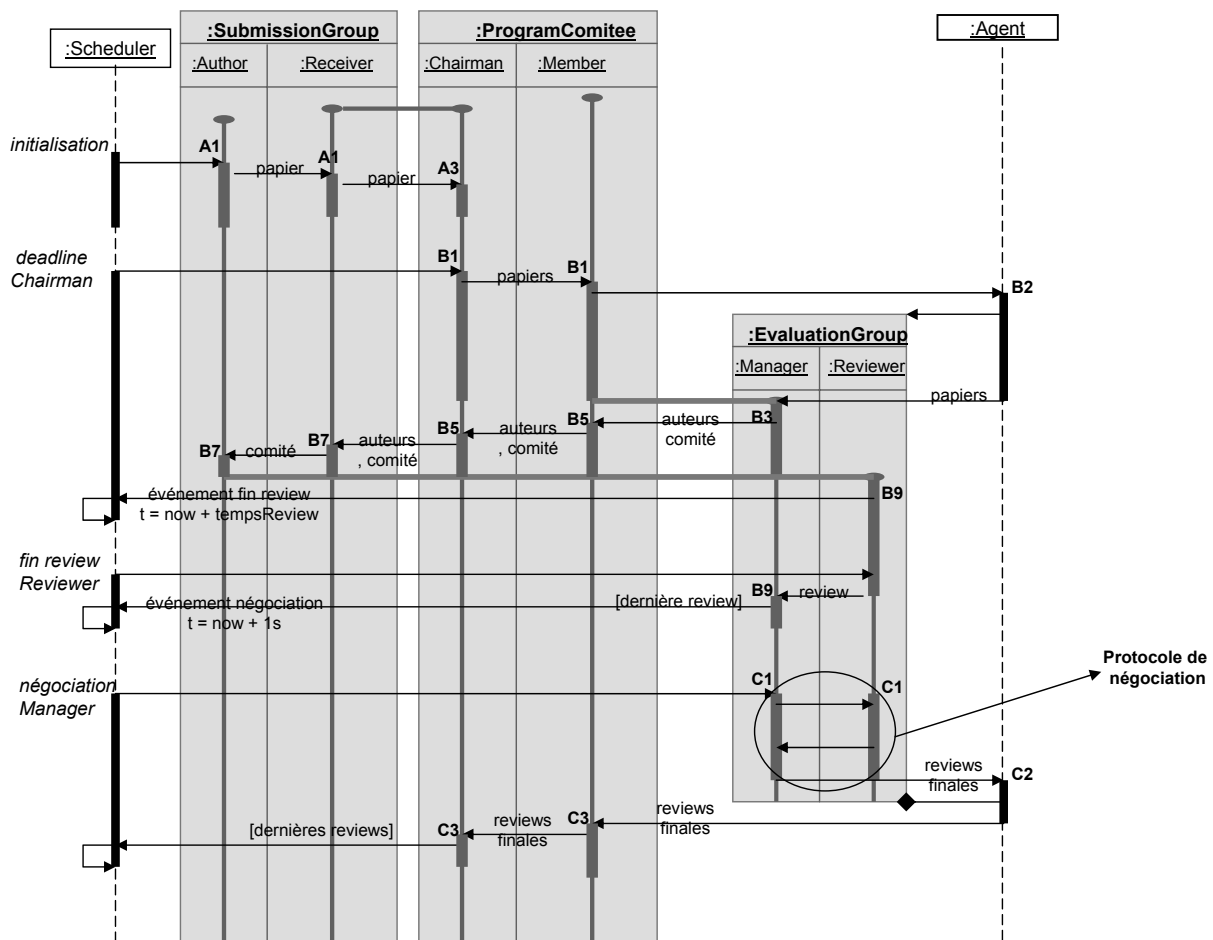 :SubmissionGroup
:ProgramComitee
:Agent
:Scheduler
:Author
:Receiver
:Chairman
:Member
initialisation
A1
papier
A1
papier
A3
deadline
Chairman
B1
papiers
B1
B2
:EvaluationGroup
:Manager
:Reviewer
papiers
B7
comité
B7
auteurs
, comité
B5
auteurs
, comité
B5
auteurs
comité
B3
événement fin review
t = now + tempsReview
B9
fin review
Reviewer
événement négociation
t = now + 1s
[dernière review]
B9
review
négociation
Manager
C1
C1
Protocole de
négociation
reviews
finales
C2
[dernières reviews]
C3
reviews
finales
C3
reviews
finales